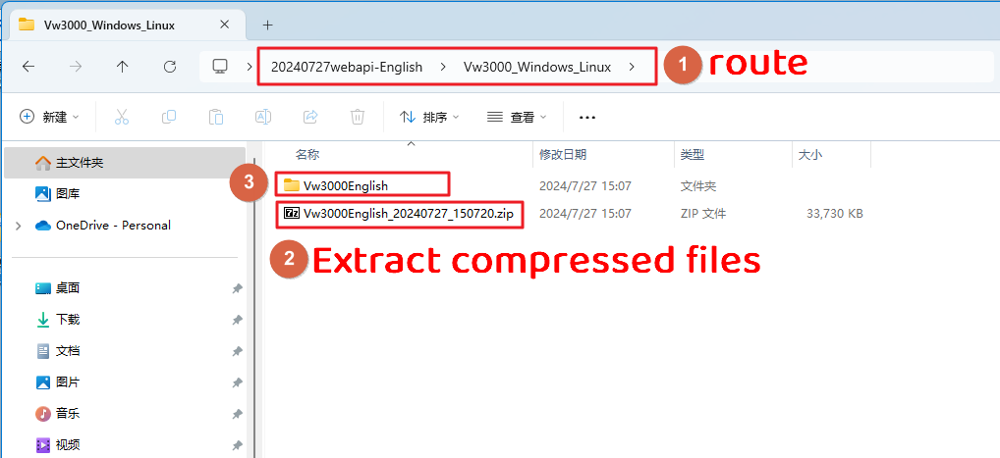 Vw3000_Windows_Linux
20240727webapi-English > Vw3000_Windows_Linux >
1 route
新建 排序 查看
主文件夹
图库
OneDrive - Personal
桌面
下载
文档
图片
音乐
视频
名称 修改日期 类型 大小
3 Vw3000English 2024/7/27 15:07 文件夹
Vw3000English_20240727_150720.zip 2024/7/27 15:07 ZIP 文件 33,730 KB
2 Extract compressed files